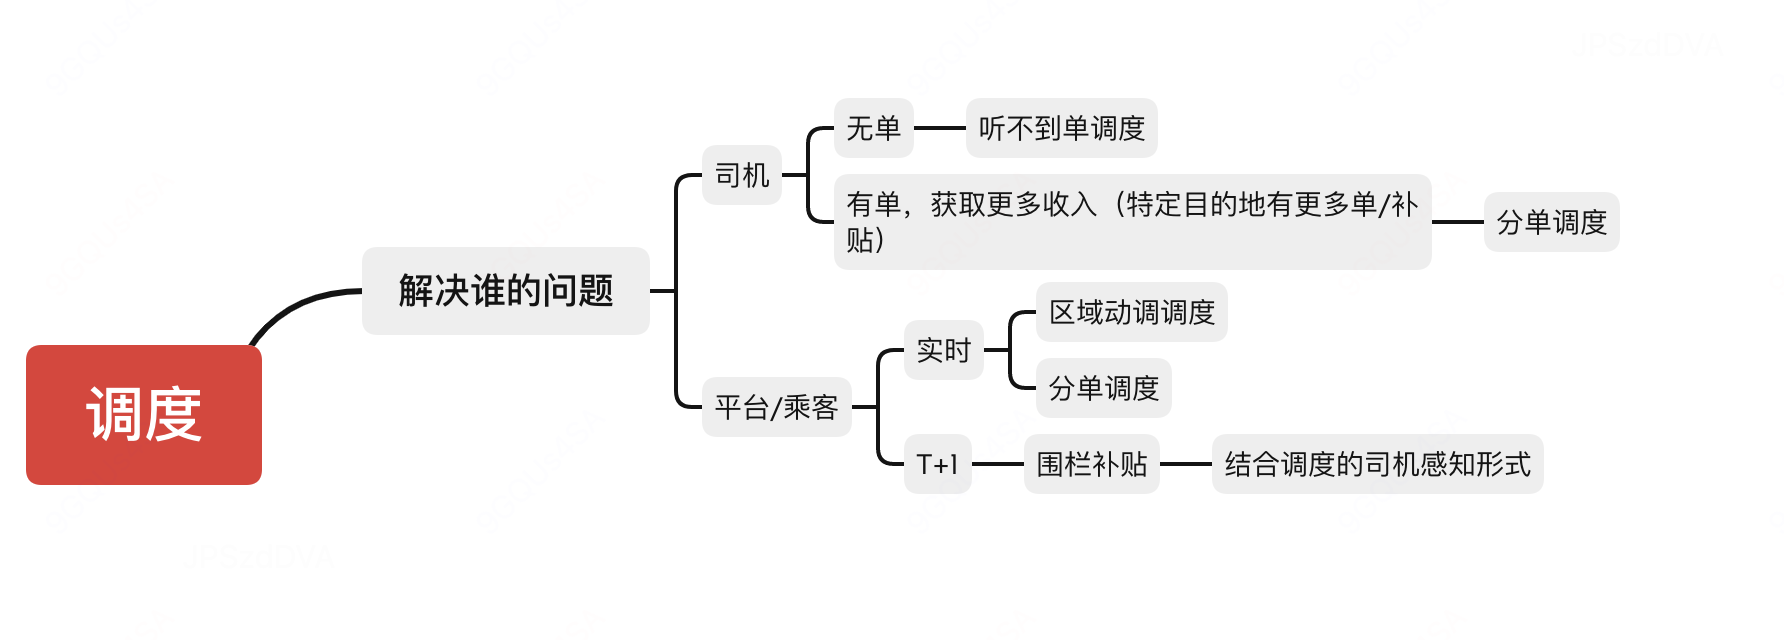 调度
解决谁的问题
司机
无单
听不到单调度
有单，获取更多收入（特定目的地有更多单/补
贴）
分单调度
平台/乘客
实时
区域动调调度
分单调度
T+1
围栏补贴
结合调度的司机感知形式